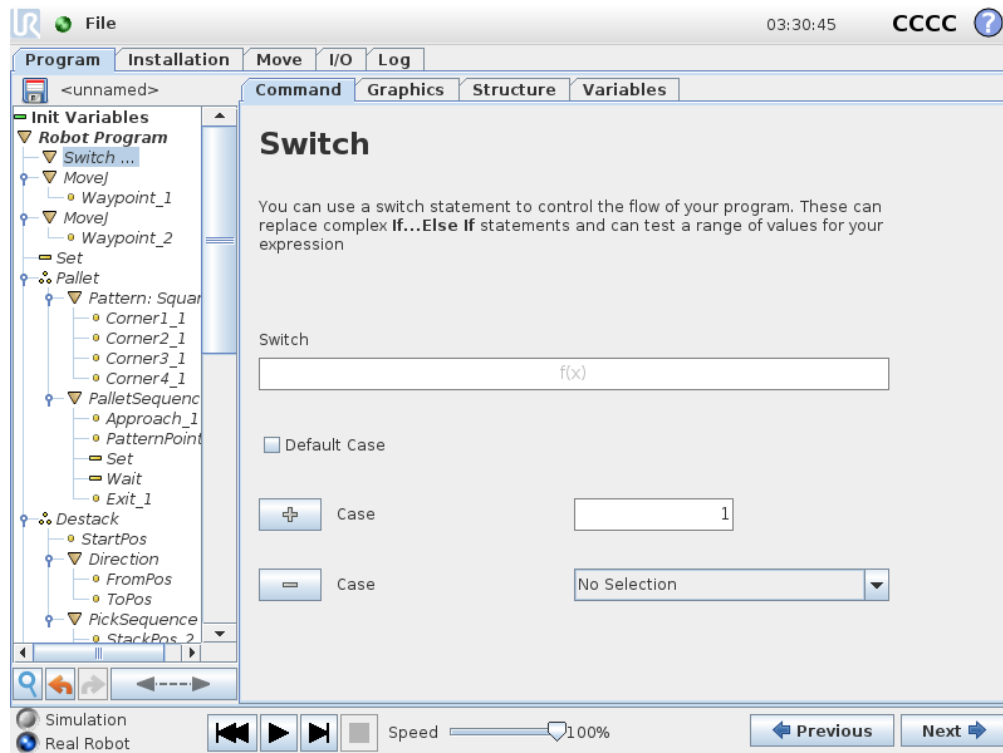 UR
File
03:30:45
CCCC
?
Program
Installation
Move
I/O
Log
<unnamed>
Command
Graphics
Structure
Variables
Init Variables
Robot Program
Switch ...
MoveJ
Waypoint_1
MoveJ
Waypoint_2
Set
Pallet
Pattern: Squar
Corner1_1
Corner2_1
Corner3_1
Corner4_1
PalletSequenc
Approach_1
PatternPoint
Set
Wait
Exit_1
Destack
StartPos
Direction
FromPos
ToPos
PickSequence
StackPos_2
Switch
You can use a switch statement to control the flow of your program. These can
replace complex If...Else If statements and can test a range of values for your
expression
Switch
f(x)
Default Case
Case
1
Case
No Selection
Simulation
Real Robot
Speed
100%
Previous
Next